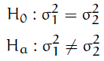 H₀ : σ₁² = σ₂²
Hₐ : σ₁² ≠ σ₂²